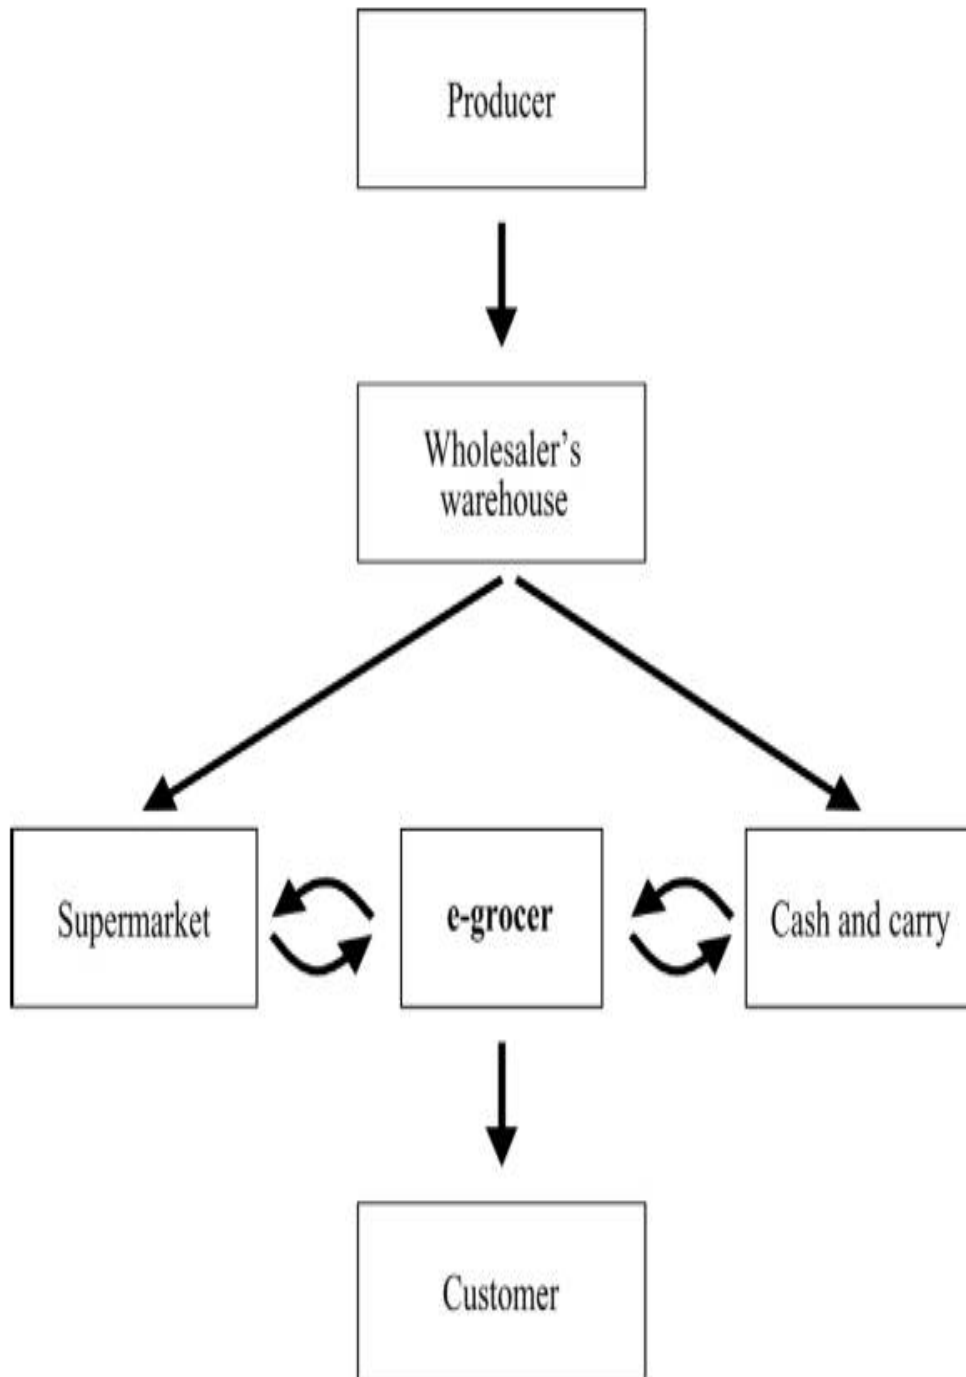 Producer
Wholesaler’s
warehouse
Supermarket
e-grocer
Cash and carry
Customer